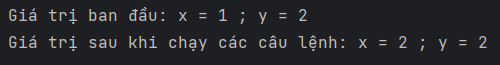 Giá trị ban đầu: x = 1 ; y = 2
Giá trị sau khi chạy các câu lệnh: x = 2 ; y = 2